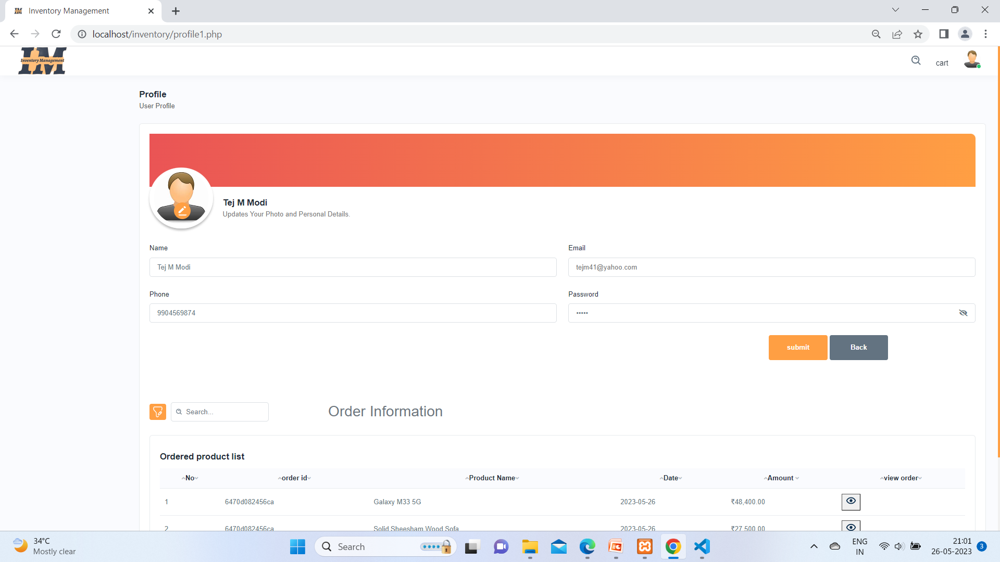 IM Inventory Management
localhost/inventory/profile1.php
IM
Inventory Management
cart
Profile
User Profile
Tej M Modi
Updates Your Photo and Personal Details.
Name
Email
Tej M Modi
tejm41@yahoo.com
Phone
Password
9904569874
•••••
submit
Back
Search...
Order Information
Ordered product list
No order id Product Name Date Amount view order
1 6470d082456ca Galaxy M33 5G 2023-05-26 ₹48,400.00
2 6470d082456ca Solid Sheesham Wood Sofa 2023-05-26 ₹27,500.00
34°C
Mostly clear
Search
ENG
IN
21:01
26-05-2023
3